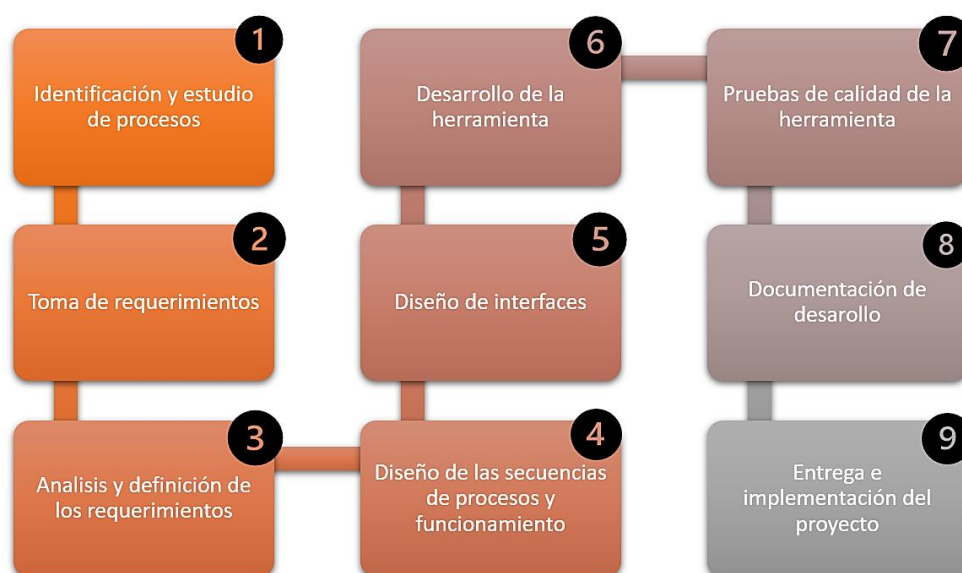 1
Identificación y estudio
de procesos
2
Toma de requerimientos
3
Analisis y definición de
los requerimientos
4
Diseño de las secuencias
de procesos y
funcionamiento
5
Diseño de interfaces
6
Desarrollo de la
herramienta
7
Pruebas de calidad de la
herramienta
8
Documentación de
desarollo
9
Entrega e
implementación del
proyecto